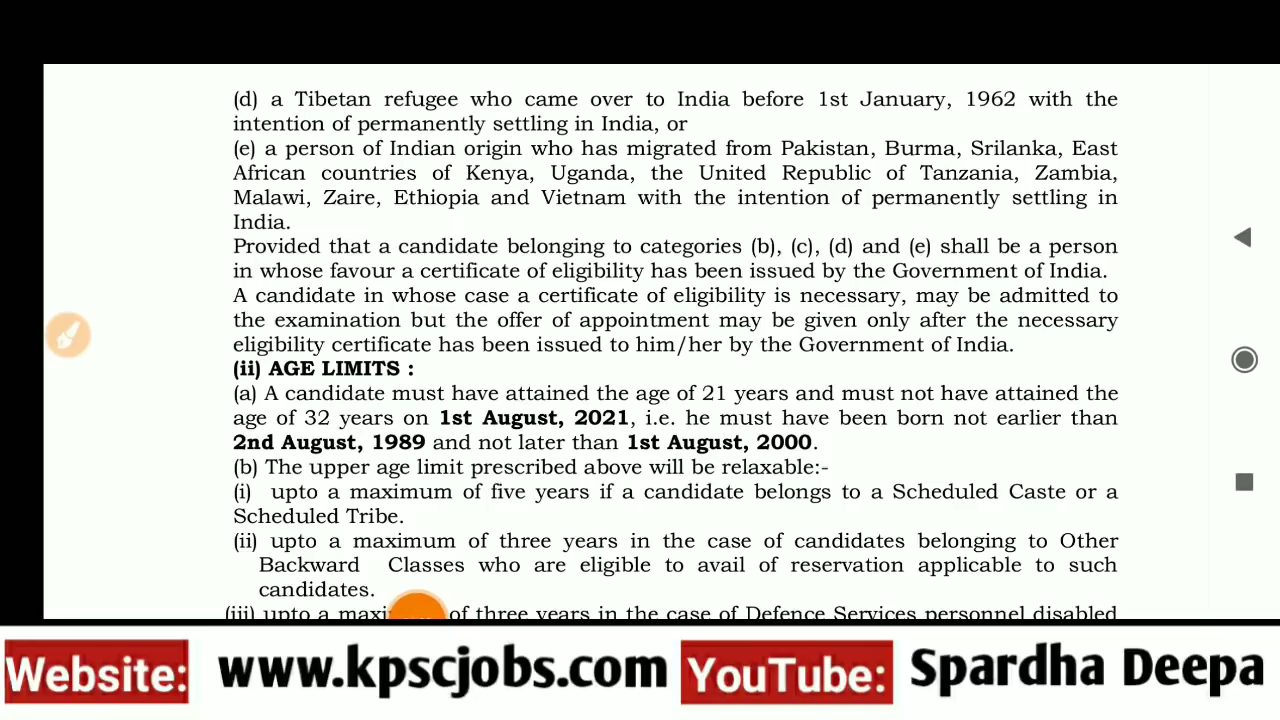 (d) a Tibetan refugee who came over to India before 1st January, 1962 with the
intention of permanently settling in India, or
(e) a person of Indian origin who has migrated from Pakistan, Burma, Srilanka, East
African countries of Kenya, Uganda, the United Republic of Tanzania, Zambia,
Malawi, Zaire, Ethiopia and Vietnam with the intention of permanently settling in
India.
Provided that a candidate belonging to categories (b), (c), (d) and (e) shall be a person
in whose favour a certificate of eligibility has been issued by the Government of India.
A candidate in whose case a certificate of eligibility is necessary, may be admitted to
the examination but the offer of appointment may be given only after the necessary
eligibility certificate has been issued to him/her by the Government of India.
(ii) AGE LIMITS :
(a) A candidate must have attained the age of 21 years and must not have attained the
age of 32 years on 1st August, 2021, i.e. he must have been born not earlier than
2nd August, 1989 and not later than 1st August, 2000.
(b) The upper age limit prescribed above will be relaxable:-
(i) upto a maximum of five years if a candidate belongs to a Scheduled Caste or a
Scheduled Tribe.
(ii) upto a maximum of three years in the case of candidates belonging to Other
Backward Classes who are eligible to avail of reservation applicable to such
candidates.
(iii) upto a of three years in the case of Defence Services personnel disabled
Website: www.kpscjobs.com YouTube: Spardha Deepa